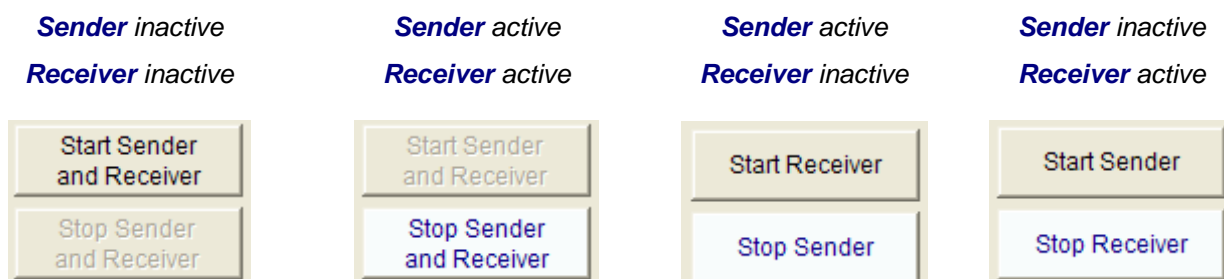 Sender inactive
Receiver inactive
Start Sender
and Receiver
Stop Sender
and Receiver
Sender active
Receiver active
Start Sender
and Receiver
Stop Sender
and Receiver
Sender active
Receiver inactive
Start Receiver
Stop Sender
Sender inactive
Receiver active
Start Sender
Stop Receiver